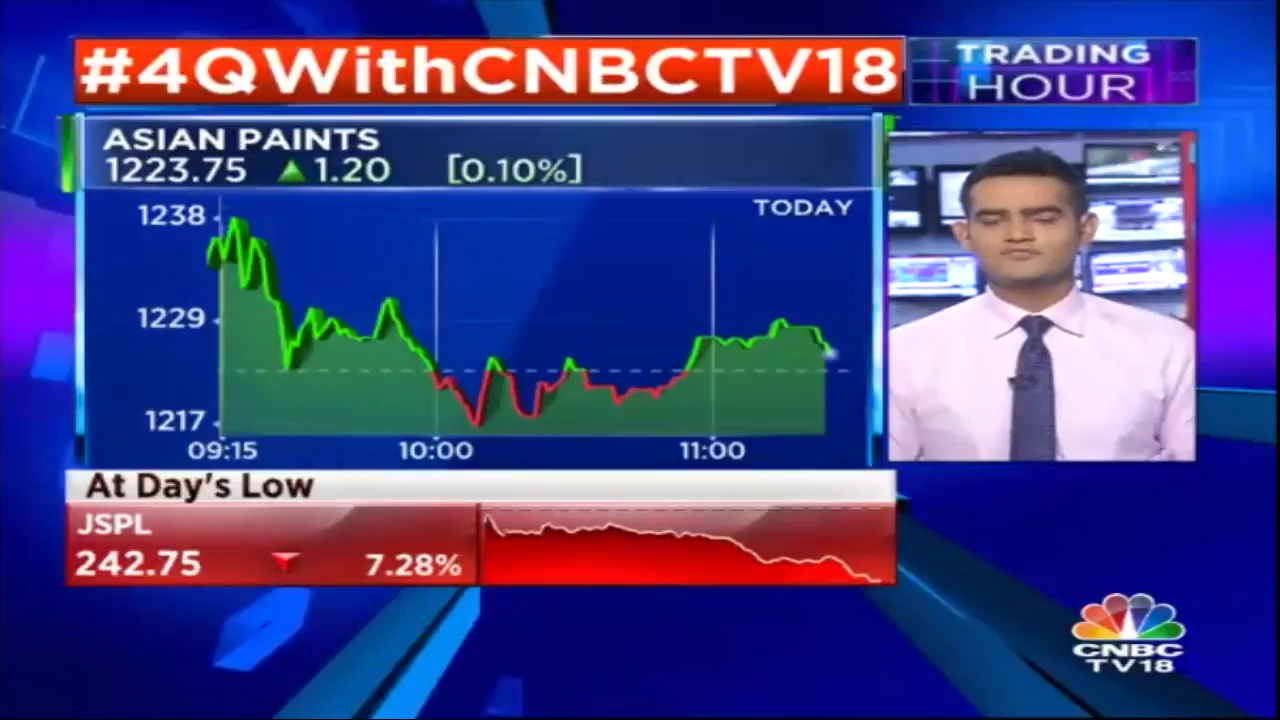 #4QWithCNBCTV18
TRADING
HOUR
ASIAN PAINTS
1223.75 ▲ 1.20 [0.10%]
TODAY
1238
1229
1217
09:15 10:00 11:00
At Day's Low
JSPL
242.75 ▼ 7.28%
CNBC
TV18